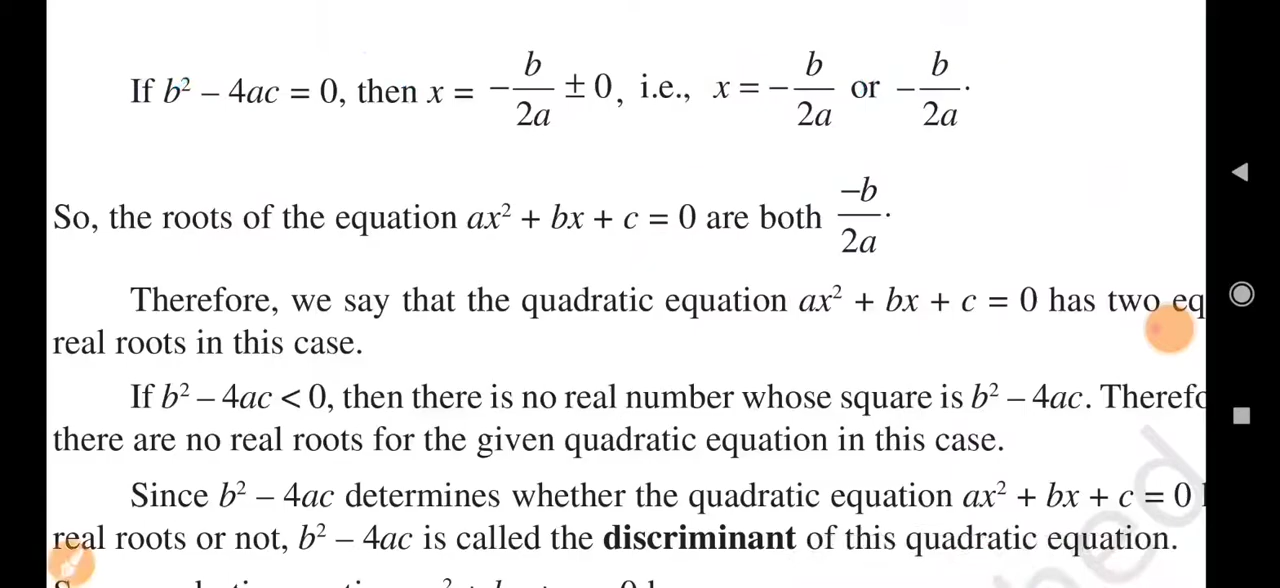 If b² – 4ac = 0, then x = −b/2a ± 0, i.e., x = −b/2a or −b/2a.
So, the roots of the equation ax² + bx + c = 0 are both −b/2a.
Therefore, we say that the quadratic equation ax² + bx + c = 0 has two eq
real roots in this case.
If b² – 4ac < 0, then there is no real number whose square is b² – 4ac. Therefo
there are no real roots for the given quadratic equation in this case.
Since b² – 4ac determines whether the quadratic equation ax² + bx + c = 0
real roots or not, b² – 4ac is called the discriminant of this quadratic equation.